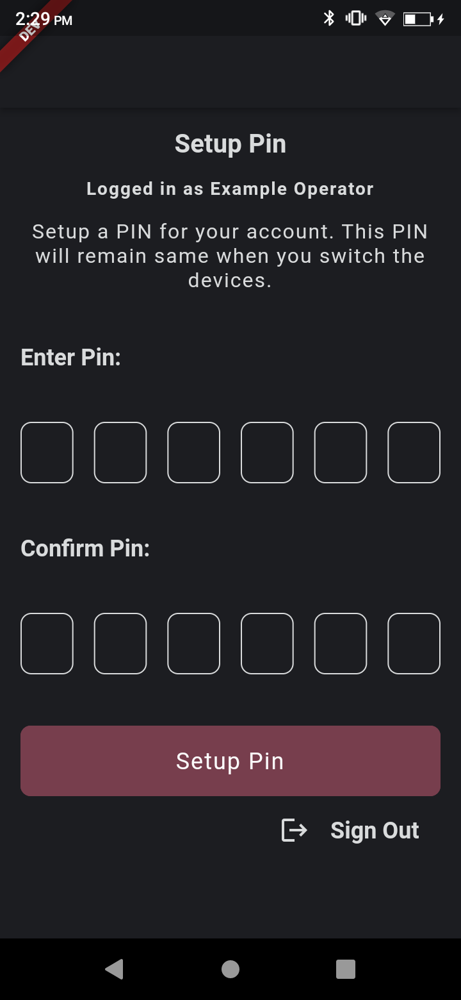 2:29 PM
DEV
Setup Pin
Logged in as Example Operator
Setup a PIN for your account. This PIN
will remain same when you switch the
devices.
Enter Pin:
Confirm Pin:
Setup Pin
Sign Out